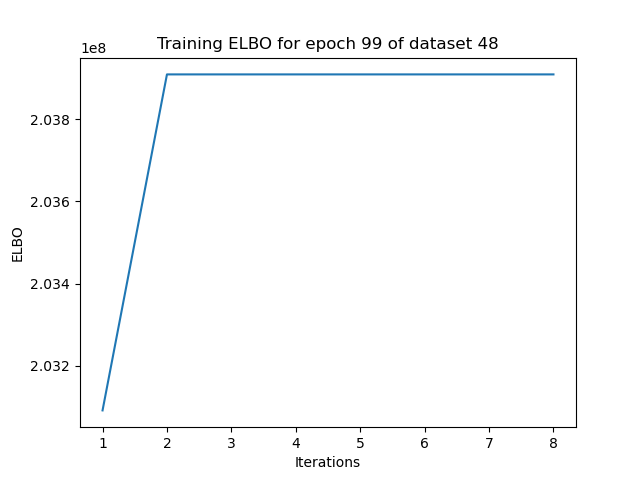 Training ELBO for epoch 99 of dataset 48
1e8
2.038
2.036
2.034
2.032
ELBO
1 2 3 4 5 6 7 8
Iterations